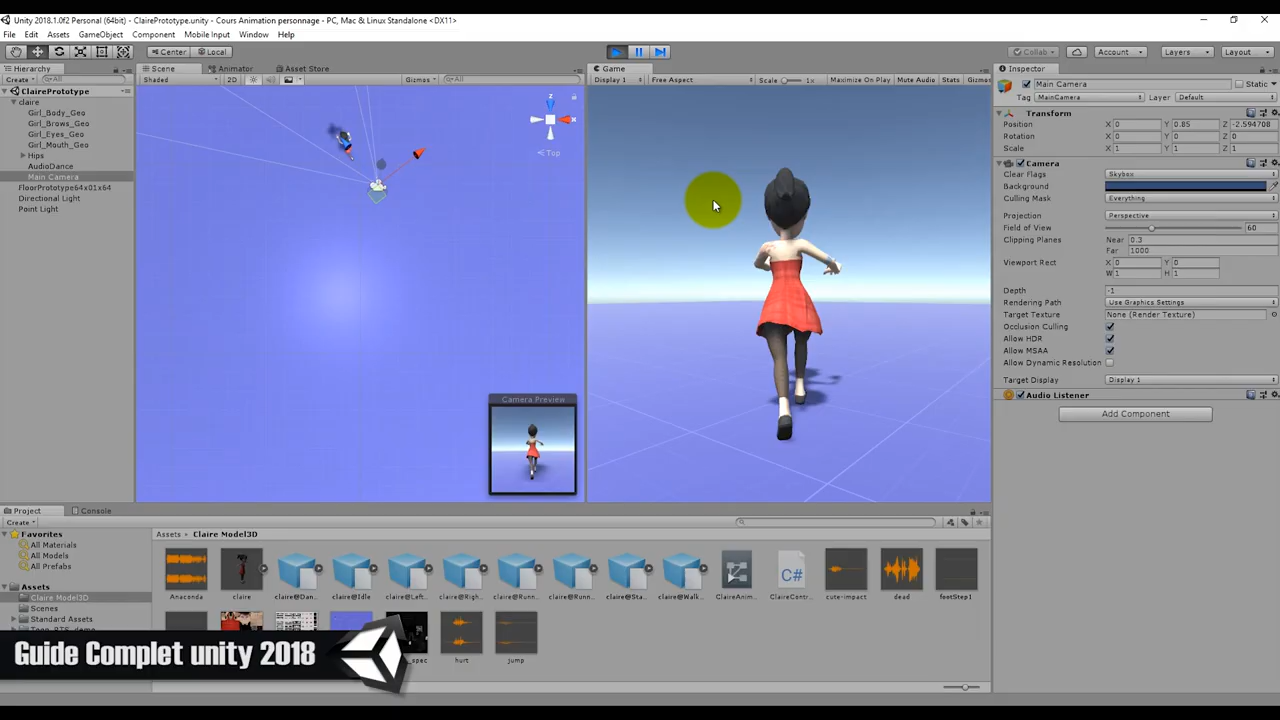 Unity 2018.1.0f2 Personal (64bit) - ClairePrototype.unity - Cours Animation personnage - PC, Mac & Linux Standalone <DX11>
File Edit Assets GameObject Component Mobile Input Window Help
Center Local
Collab Account Layers Layout
Hierarchy
Create All
ClairePrototype
claire
Girl_Body_Geo
Girl_Brows_Geo
Girl_Eyes_Geo
Girl_Mouth_Geo
Hips
AudioDance
Main Camera
FloorPrototype64x01x64
Directional Light
Point Light
Scene Animator Asset Store
Shaded 2D Gizmos All
z
Top
Camera Preview
Game
Display 1 Free Aspect Scale 1x Maximize On Play Mute Audio Stats Gizmos
Inspector
Main Camera Static
Tag MainCamera Layer Default
Transform
Position X 0 Y 0.85 Z -2.594708
Rotation X 0 Y 0 Z 0
Scale X 1 Y 1 Z 1
Camera
Clear Flags Skybox
Background
Culling Mask Everything
Projection Perspective
Field of View 60
Clipping Planes Near 0.3
Far 1000
Viewport Rect X 0 Y 0
W 1 H 1
Depth -1
Rendering Path Use Graphics Settings
Target Texture None (Render Texture)
Occlusion Culling
Allow HDR
Allow MSAA
Allow Dynamic Resolution
Target Display Display 1
Audio Listener
Add Component
Project Console
Create
Favorites
All Materials
All Models
All Prefabs
Assets
Claire Model3D
Scenes
Standard Assets
Assets Claire Model3D
Anaconda claire claire@Dan... claire@Idle claire@Left... claire@Righ... claire@Runn... claire@Runn... claire@Sta... claire@Walk... ClaireAnim... ClaireContr... cute-impact dead footStep1
_spec hurt jump
C#
Guide Complet unity 2018